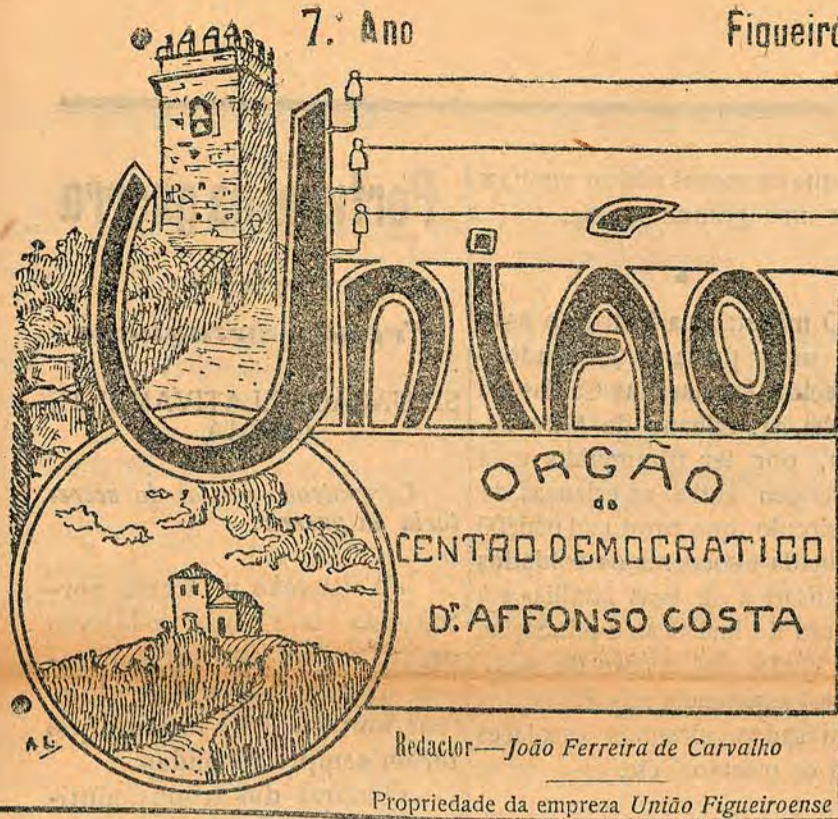 7.º Ano Figueiró
UNIÃO
ORGÃO
do
CENTRO DEMOCRATICO
D.R AFFONSO COSTA
Redactor—João Ferreira de Carvalho
Propriedade da empreza União Figueiroense